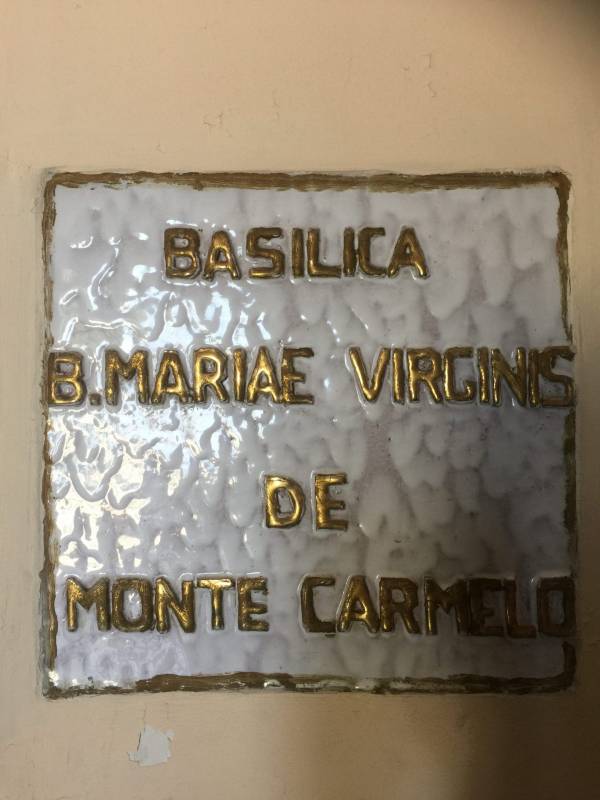 BASILICA
B. MARIAE VIRGINIS
DE
MONTE CARMELO